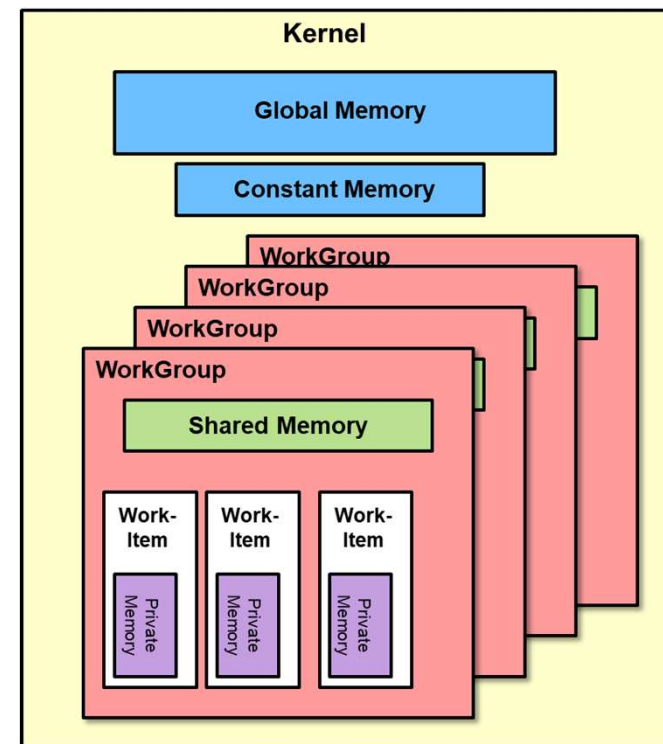 Kernel
Global Memory
Constant Memory
WorkGroup
WorkGroup
WorkGroup
WorkGroup
Shared Memory
Work-
Item
Work-
Item
Work-
Item
Private
Memory
Private
Memory
Private
Memory